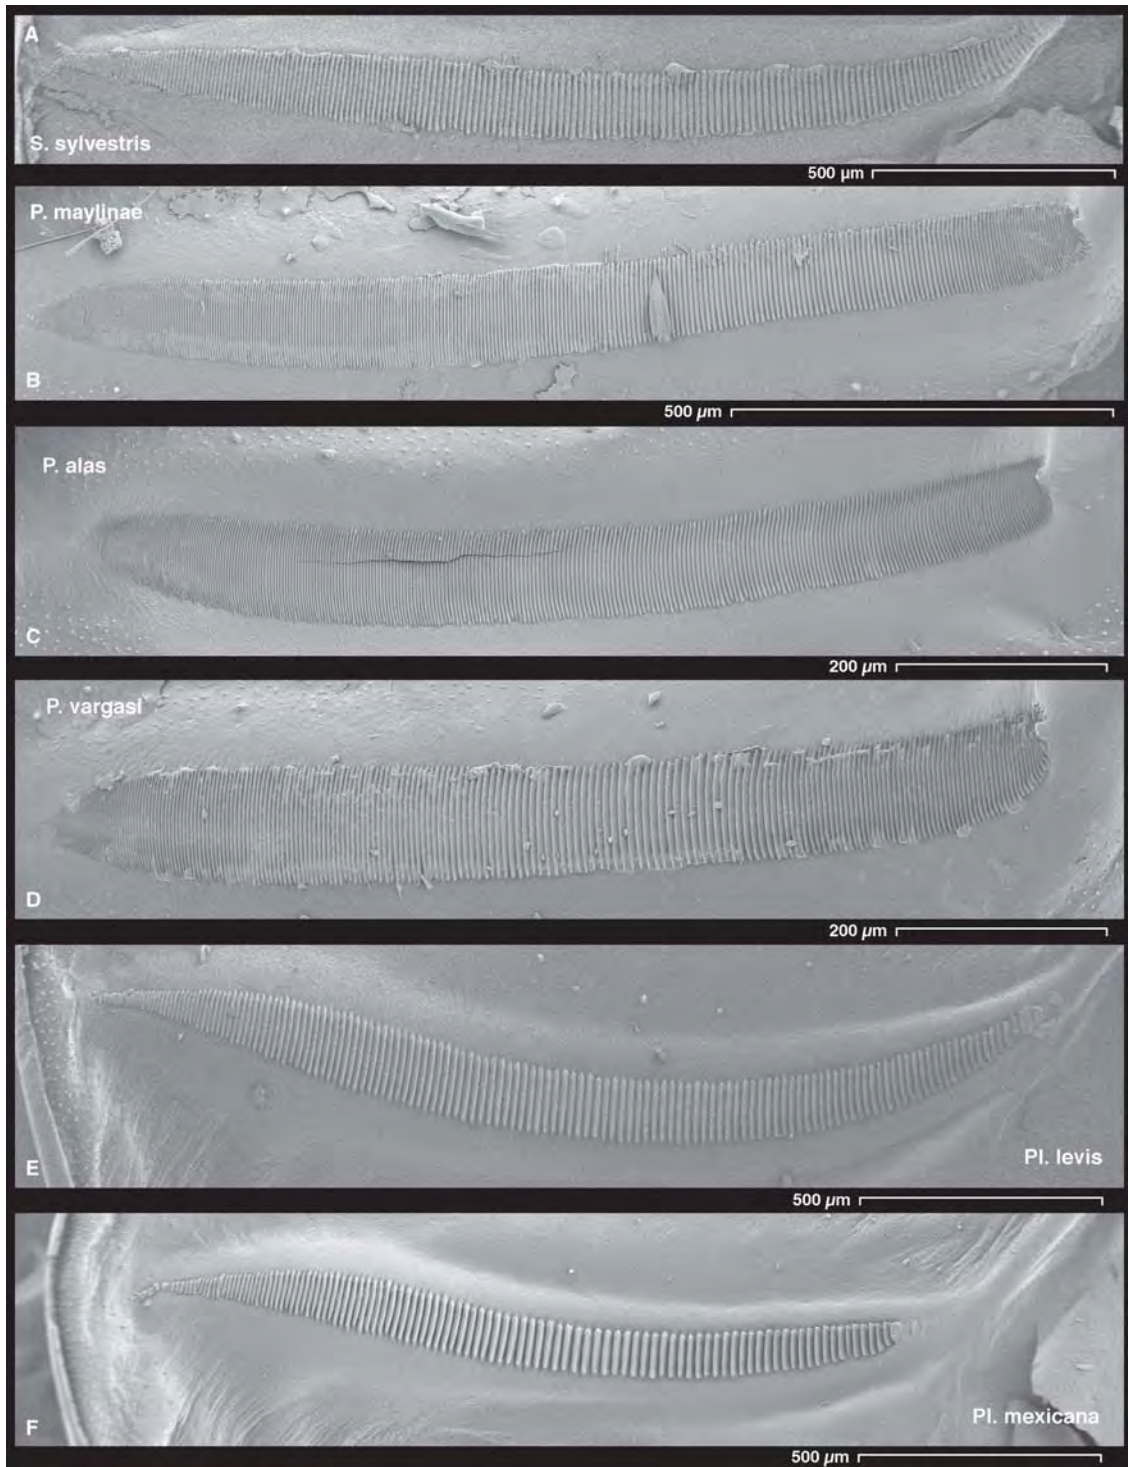 A
S. sylvestris
500 µm
P. maylinae
B
500 µm
P. alas
C
200 µm
P. vargasi
D
200 µm
E
Pl. levis
500 µm
F
Pl. mexicana
500 µm